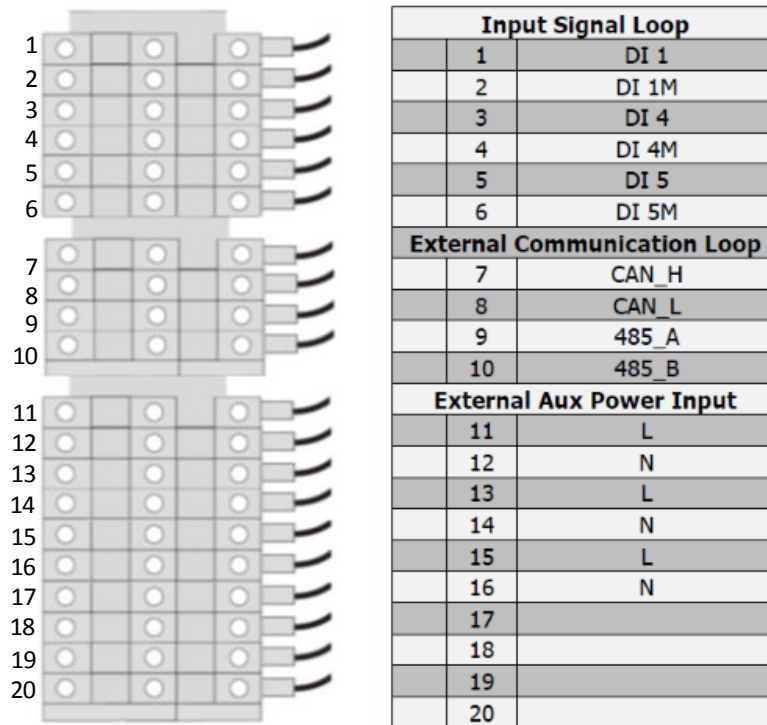 1
2
3
4
5
6
7
8
9
10
11
12
13
14
15
16
17
18
19
20
Input Signal Loop
1 DI 1
2 DI 1M
3 DI 4
4 DI 4M
5 DI 5
6 DI 5M
External Communication Loop
7 CAN_H
8 CAN_L
9 485_A
10 485_B
External Aux Power Input
11 L
12 N
13 L
14 N
15 L
16 N
17
18
19
20